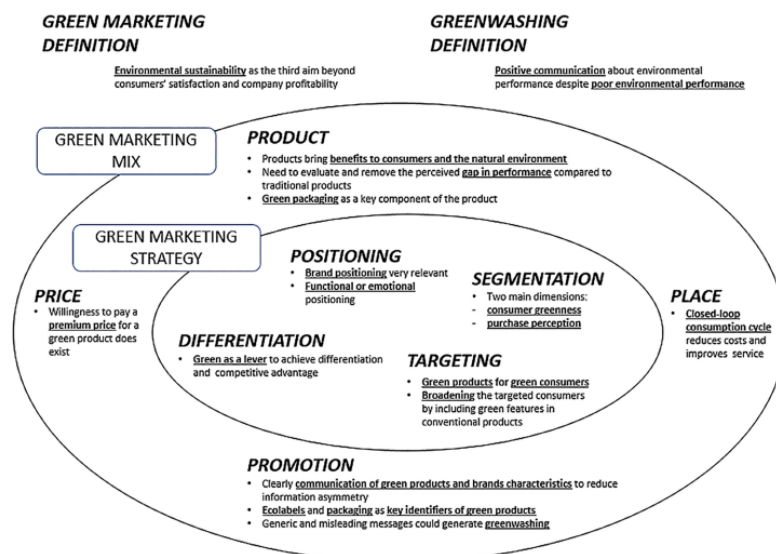 GREEN MARKETING
DEFINITION
Environmental sustainability as the third aim beyond
consumers' satisfaction and company profitability
GREENWASHING
DEFINITION
Positive communication about environmental
performance despite poor environmental performance
GREEN MARKETING
MIX
PRODUCT
• Products bring benefits to consumers and the natural environment
• Need to evaluate and remove the perceived gap in performance compared to
traditional products
• Green packaging as a key component of the product
GREEN MARKETING
STRATEGY
POSITIONING
• Brand positioning very relevant
• Functional or emotional
positioning
SEGMENTATION
• Two main dimensions:
- consumer greenness
- purchase perception
PRICE
• Willingness to pay a
premium price for a
green product does
exist
PLACE
• Closed-loop
consumption cycle
reduces costs and
improves service
DIFFERENTIATION
• Green as a lever to achieve differentiation
and competitive advantage
TARGETING
• Green products for green consumers
• Broadening the targeted consumers
by including green features in
conventional products
PROMOTION
• Clearly communication of green products and brands characteristics to reduce
information asymmetry
• Ecolabels and packaging as key identifiers of green products
• Generic and misleading messages could generate greenwashing